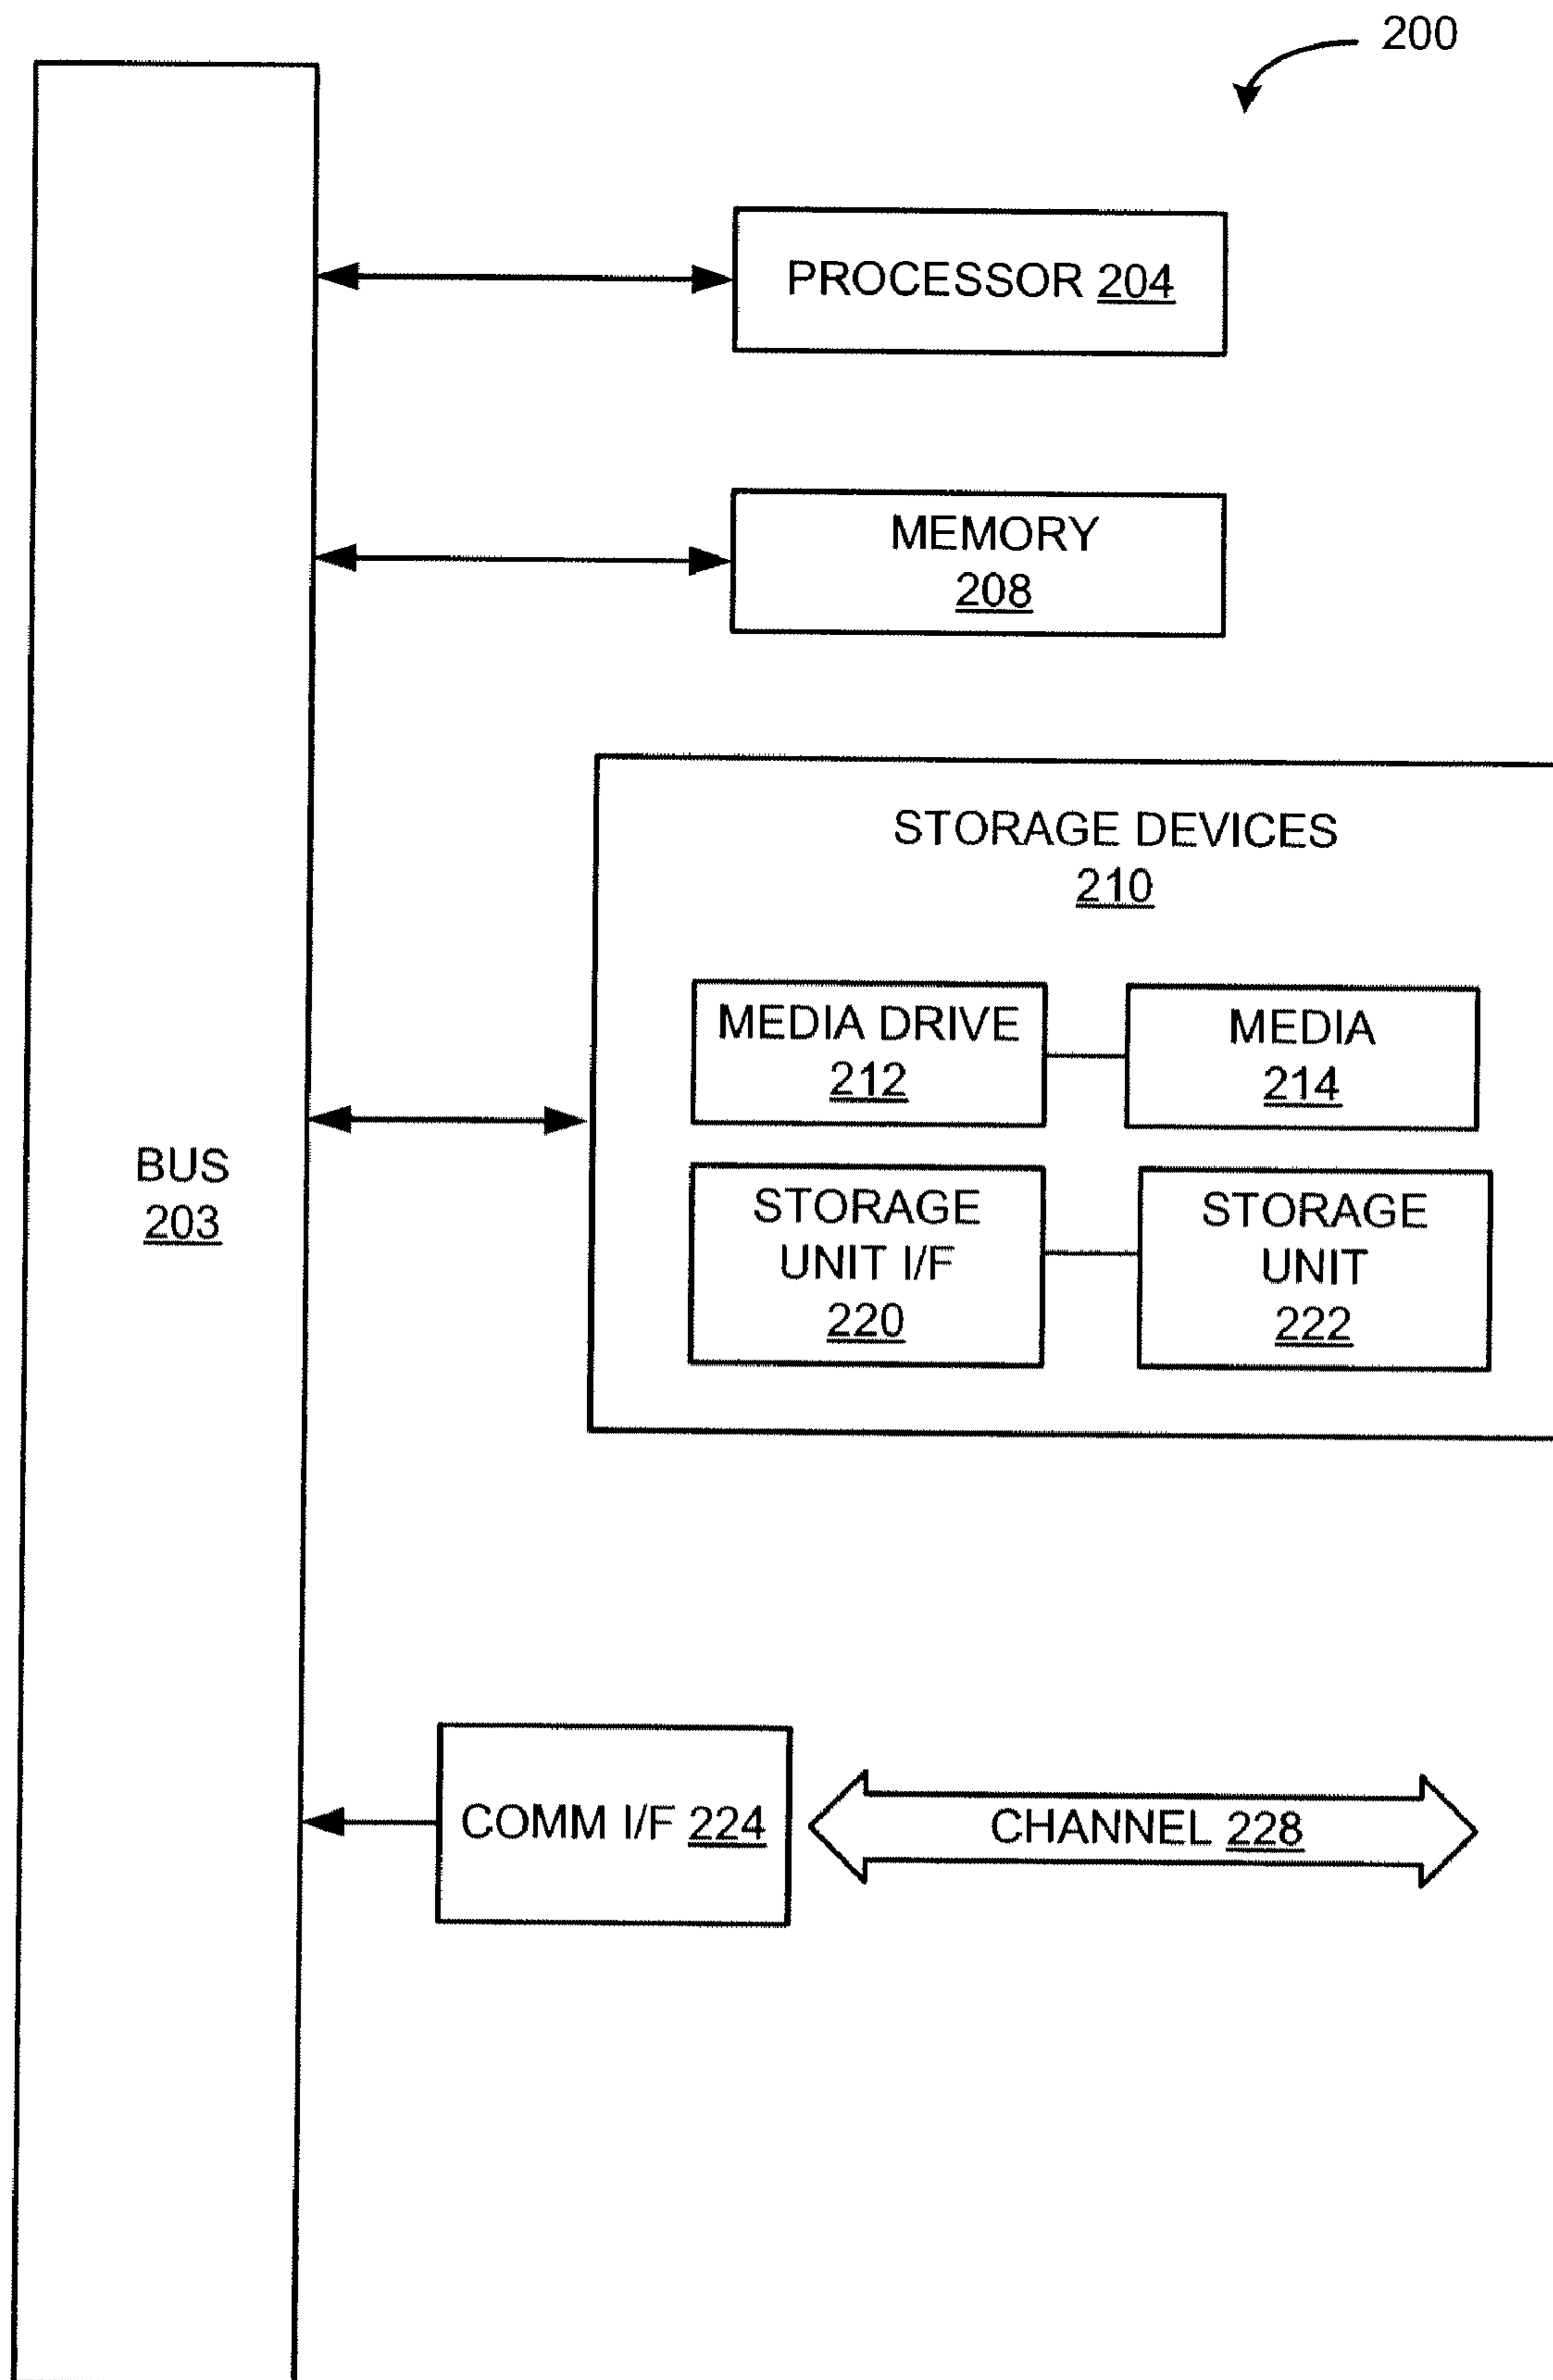 200
PROCESSOR 204
MEMORY
208
STORAGE DEVICES
210
MEDIA DRIVE
212
MEDIA
214
BUS
203
STORAGE
UNIT I/F
220
STORAGE
UNIT
222
COMM I/F 224
CHANNEL 228